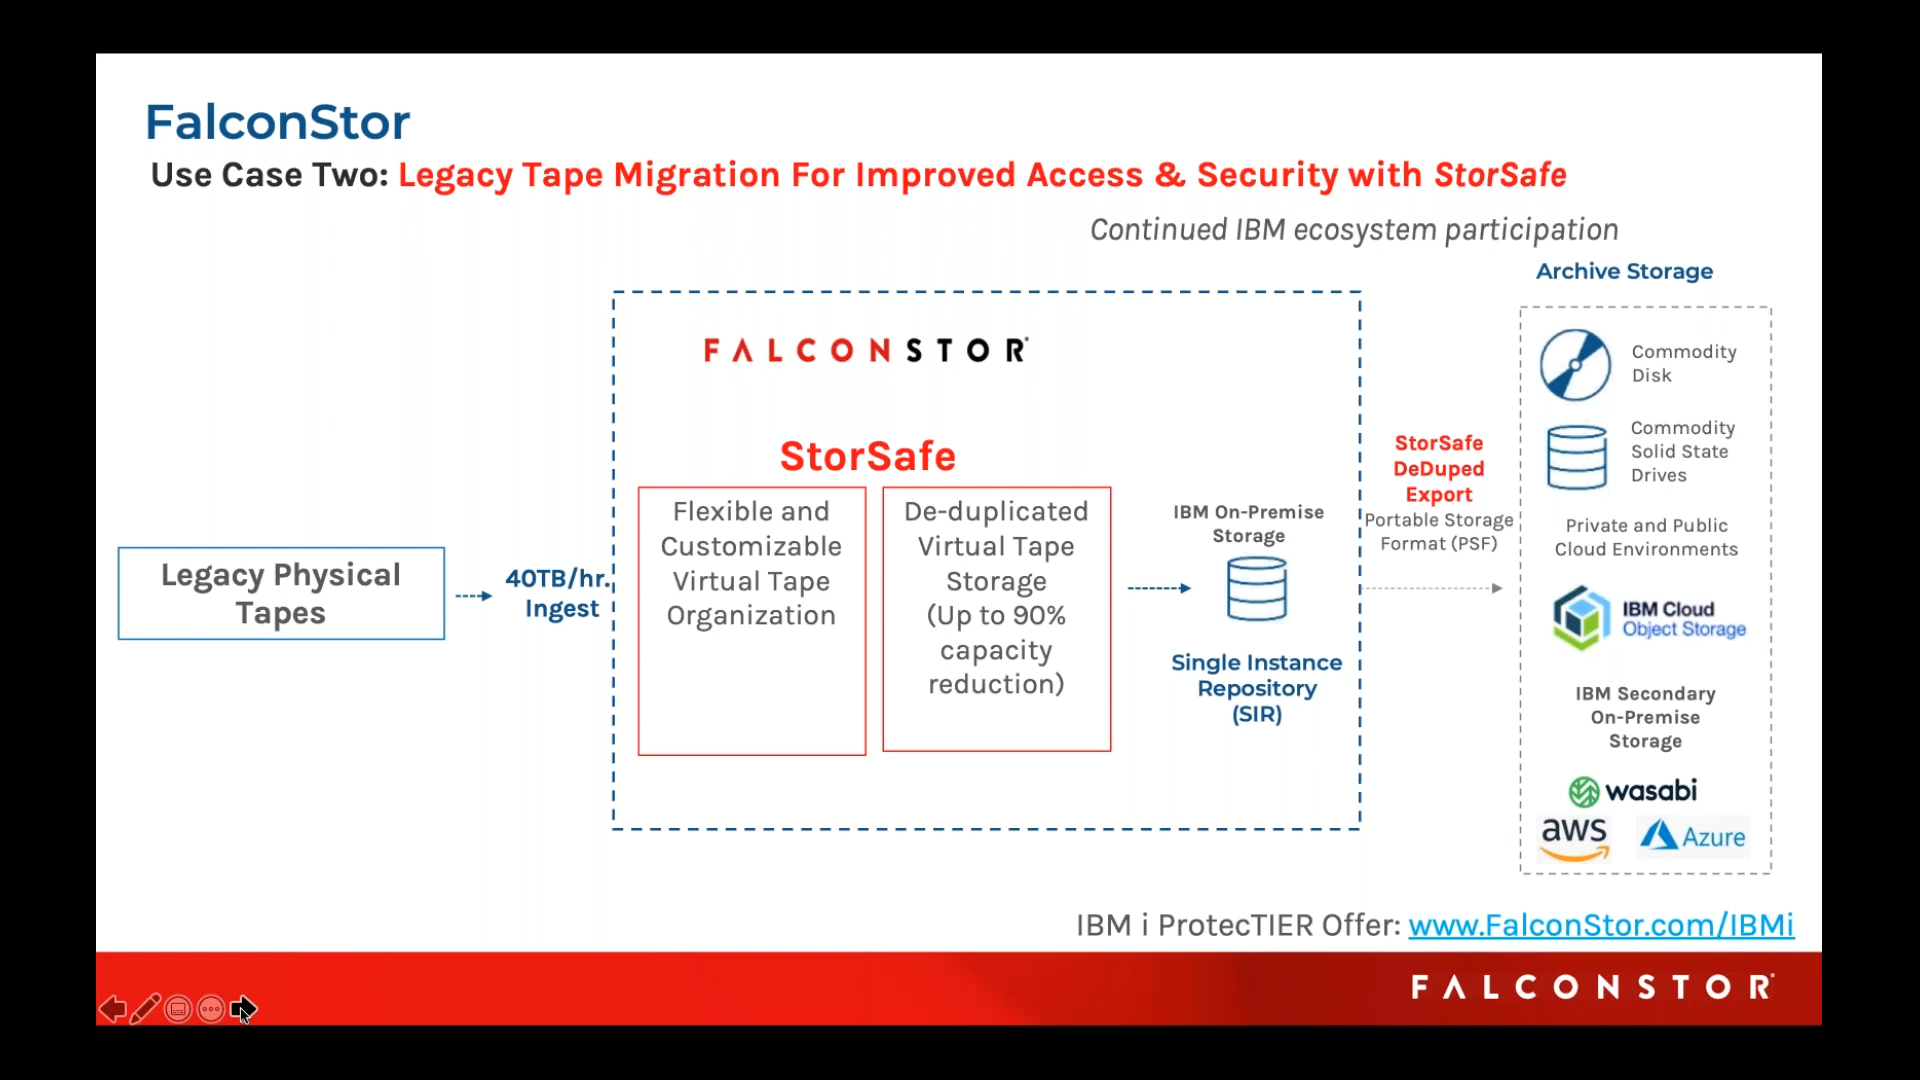 FalconStor
Use Case Two: Legacy Tape Migration For Improved Access & Security with StorSafe
Continued IBM ecosystem participation
Archive Storage
FALCONSTOR
StorSafe
Flexible and
Customizable
Virtual Tape
Organization
De-duplicated
Virtual Tape
Storage
(Up to 90%
capacity
reduction)
Legacy Physical
Tapes
40TB/hr.
Ingest
IBM On-Premise
Storage
Single Instance
Repository
(SIR)
StorSafe
DeDuped
Export
Portable Storage
Format (PSF)
Commodity
Disk
Commodity
Solid State
Drives
Private and Public
Cloud Environments
IBM Cloud
Object Storage
IBM Secondary
On-Premise
Storage
wasabi
aws
Azure
IBM i ProtecTIER Offer: www.FalconStor.com/IBMi
FALCONSTOR